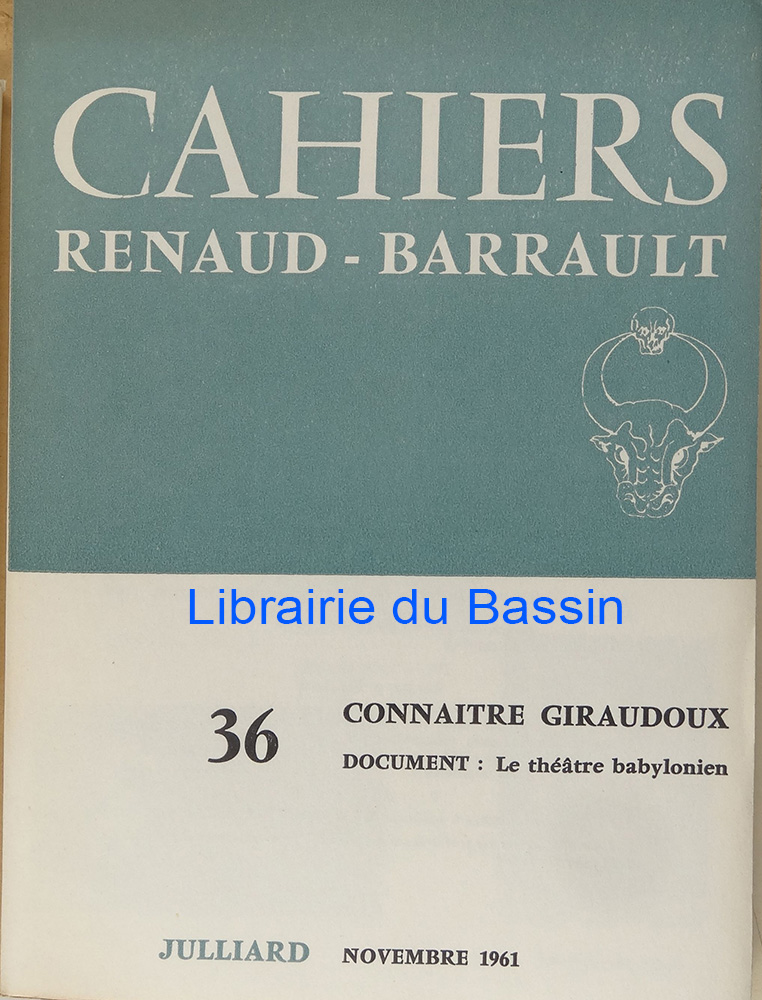 CAHIERS
RENAUD - BARRAULT
Librairie du Bassin
36 CONNAITRE GIRAUDOUX
DOCUMENT : Le théâtre babylonien
JULLIARD NOVEMBRE 1961